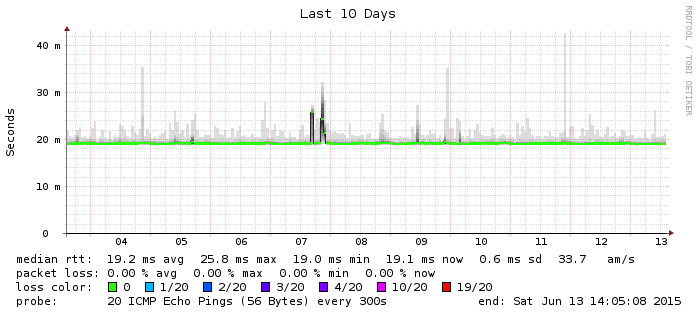 Last 10 Days
RRDTOOL / TOBI OETIKER
Seconds
40 m
30 m
20 m
10 m
0
04 05 06 07 08 09 10 11 12 13
median rtt: 19.2 ms avg 25.8 ms max 19.0 ms min 19.1 ms now 0.6 ms sd 33.7 am/s
packet loss: 0.00 % avg 0.00 % max 0.00 % min 0.00 % now
loss color: 0 1/20 2/20 3/20 4/20 10/20 19/20
probe: 20 ICMP Echo Pings (56 Bytes) every 300s end: Sat Jun 13 14:05:08 2015